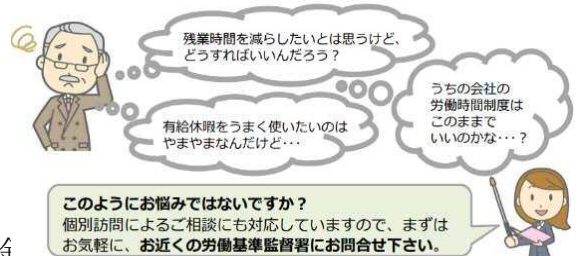 残業時間を減らしたいとは思うけど、
どうすればいいんだろう？
うちの会社の
労働時間制度は
このままで
いいのかな・・・？
有給休暇をうまく使いたいのは
やまやまなんだけど・・・
このようにお悩みではないですか？
個別訪問によるご相談にも対応していますので、まずは
お気軽に、お近くの労働基準監督署にお問合せ下さい。